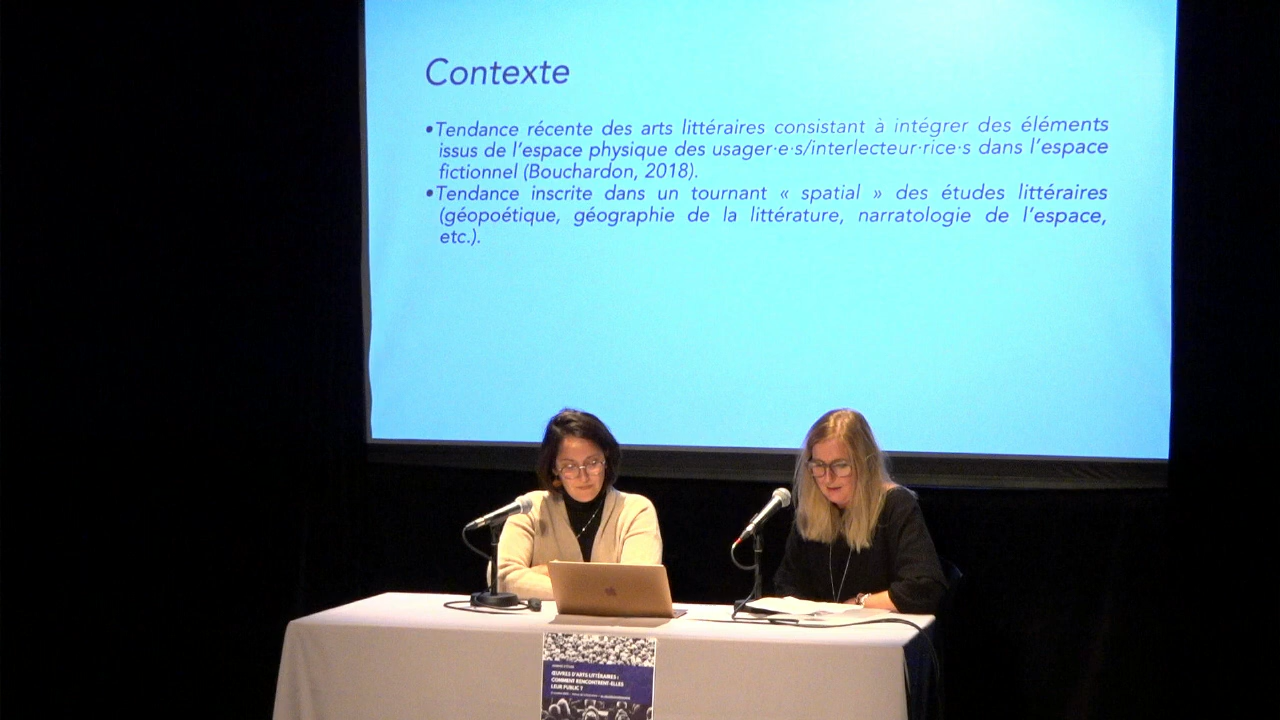 Contexte
•Tendance récente des arts littéraires consistant à intégrer des éléments
issus de l'espace physique des usager·e·s/interlecteur·rice·s dans l'espace
fictionnel (Bouchardon, 2018).
•Tendance inscrite dans un tournant « spatial » des études littéraires
(géopoétique, géographie de la littérature, narratologie de l'espace,
etc.).
ŒUVRES D'ARTS LITTÉRAIRES :
COMMENT RENCONTRENT-ELLES
LEUR PUBLIC ?